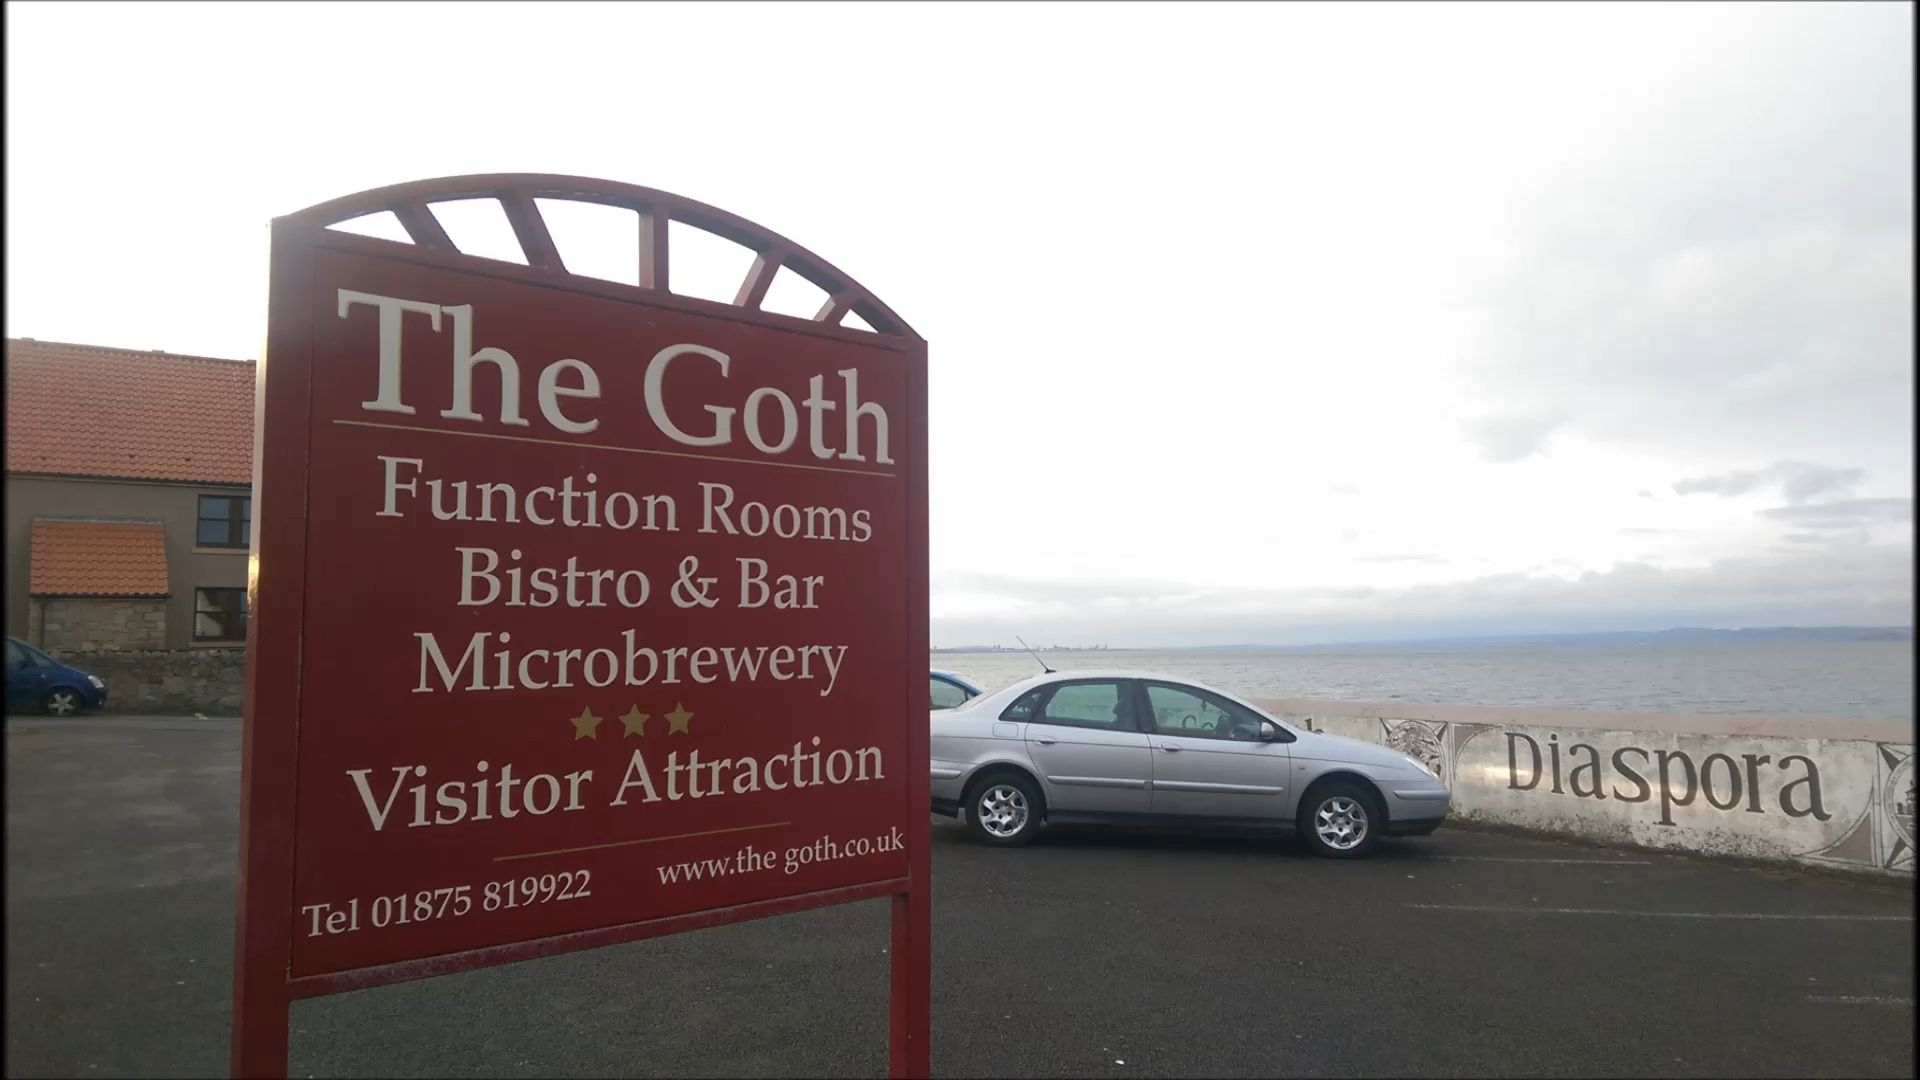 The Goth
Function Rooms
Bistro & Bar
Microbrewery
Visitor Attraction
www.the goth.co.uk
Tel 01875 819922
Diaspora